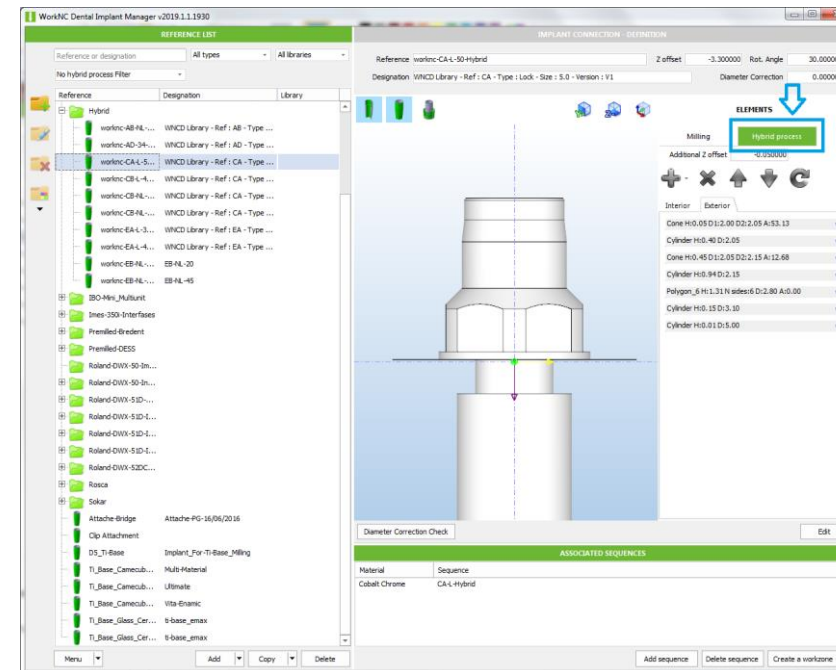 WorkNC Dental Implant Manager v2019.1.1.1930
REFERENCE LIST
Reference or designation
All types
All libraries
No hybrid process Filter
Reference Designation Library
Hybrid
worknc-AB-NL-... WNCD Library - Ref : AB - Type ...
worknc-AD-34-... WNCD Library - Ref : AD - Type ...
worknc-CA-L-5... WNCD Library - Ref : CA - Type ...
worknc-CB-L-4... WNCD Library - Ref : CA - Type ...
worknc-CB-NL-... WNCD Library - Ref : CA - Type ...
worknc-CB-NL-... WNCD Library - Ref : CA - Type ...
worknc-EA-L-3... WNCD Library - Ref : EA - Type ...
worknc-EA-L-4... WNCD Library - Ref : EA - Type ...
worknc-EB-NL-... EB-NL-20
worknc-EB-NL-... EB-NL-45
IBO-Mini_Multiunit
Imes-350i-Interfases
Premilled-Bredent
Premilled-DESS
Roland-DWX-50-Im...
Roland-DWX-50-In...
Roland-DWX-51D-...
Roland-DWX-51D-I...
Roland-DWX-51D-I...
Roland-DWX-51D-I...
Roland-DWX-52DC...
Rosca
Sokar
Attache-Bridge Attache-PG-16/06/2016
Clip Attachment
DS_Ti-Base Implant_For-Ti-Base_Milling
Ti_Base_Camecub... Multi-Material
Ti_Base_Camecub... Ultimate
Ti_Base_Camecub... Vita-Enamic
Ti_Base_Glass_Cer... ti-base_emax
Ti_Base_Glass_Cer... ti-base_emax
Menu Add Copy Delete
IMPLANT CONNECTION - DEFINITION
Reference worknc-CA-L-50-Hybrid Z offset -3.300000 Rot. Angle 30.0000
Designation WNCD Library - Ref : CA - Type : Lock - Size : 5.0 - Version : V1 Diameter Correction 0.0000
ELEMENTS
Milling Hybrid process
Additional Z offset -0.050000
Interior Exterior
Cone H:0.05 D1:2.00 D2:2.05 A:53.13
Cylinder H:0.40 D:2.05
Cone H:0.45 D1:2.05 D2:2.15 A:12.68
Cylinder H:0.94 D:2.15
Polygon_6 H:1.31 N sides:6 D:2.80 A:0.00
Cylinder H:0.15 D:3.10
Cylinder H:0.01 D:5.00
Diameter Correction Check Edit
ASSOCIATED SEQUENCES
Material Sequence
Cobalt Chrome CA-L-Hybrid
Add sequence Delete sequence Create a workzone